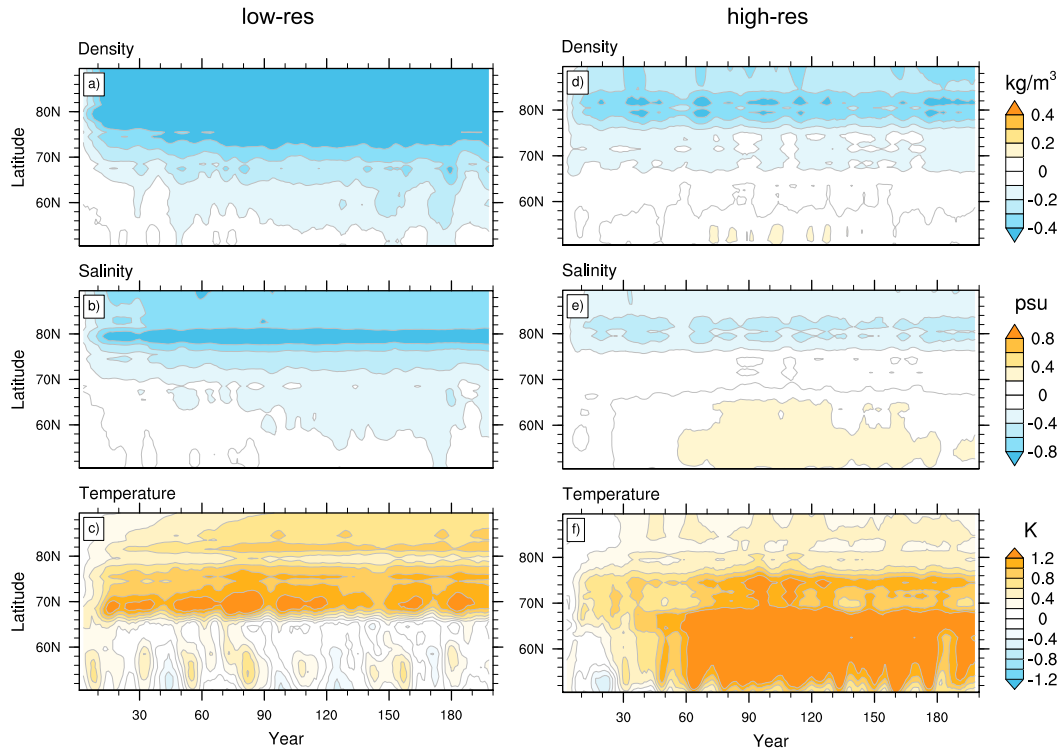 low-res
high-res
Density
Density
a)
d)
80N
70N
60N
Latitude
80N
70N
60N
Latitude
kg/m³
0.4
0.2
0
-0.2
-0.4
Salinity
Salinity
b)
e)
80N
70N
60N
Latitude
80N
70N
60N
Latitude
psu
0.8
0.4
0
-0.4
-0.8
Temperature
Temperature
c)
f)
80N
70N
60N
Latitude
80N
70N
60N
Latitude
K
1.2
0.8
0.4
0
-0.4
-0.8
-1.2
30 60 90 120 150 180
30 60 90 120 150 180
Year
Year